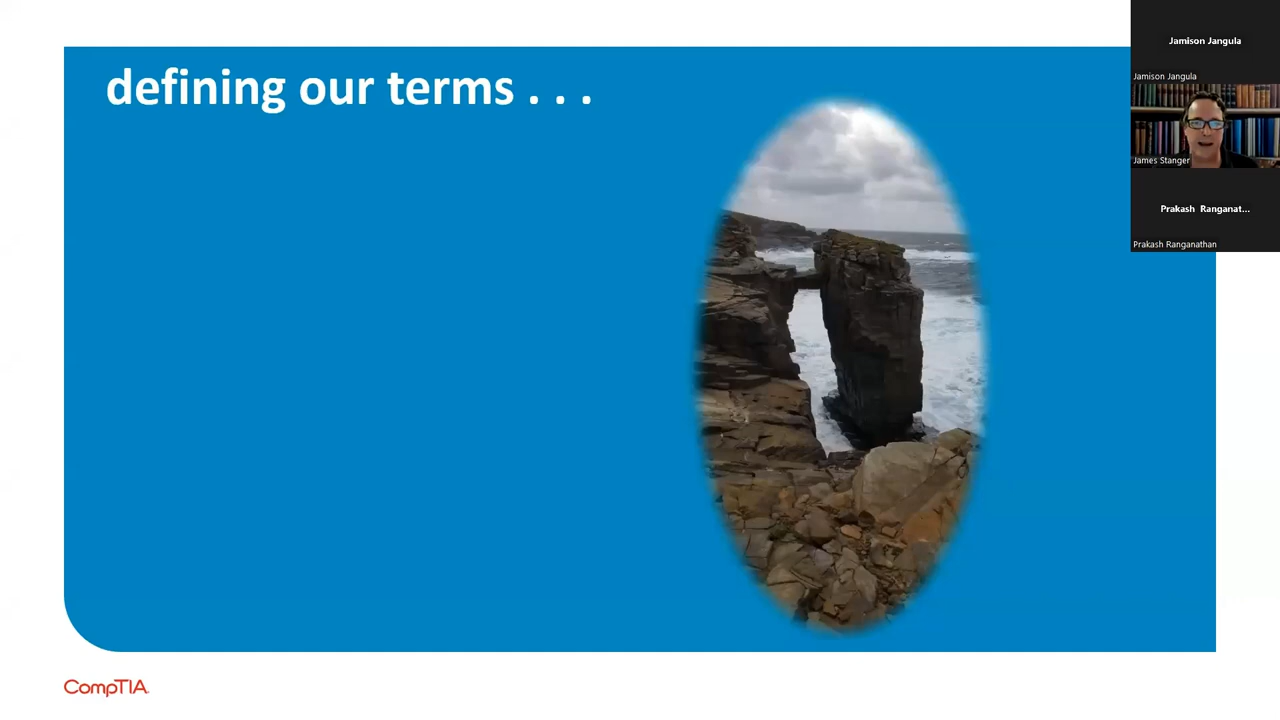 defining our terms . . .
Jamison Jangula
Jamison Jangula
James Stanger
Prakash Ranganat...
Prakash Ranganathan
CompTIA.